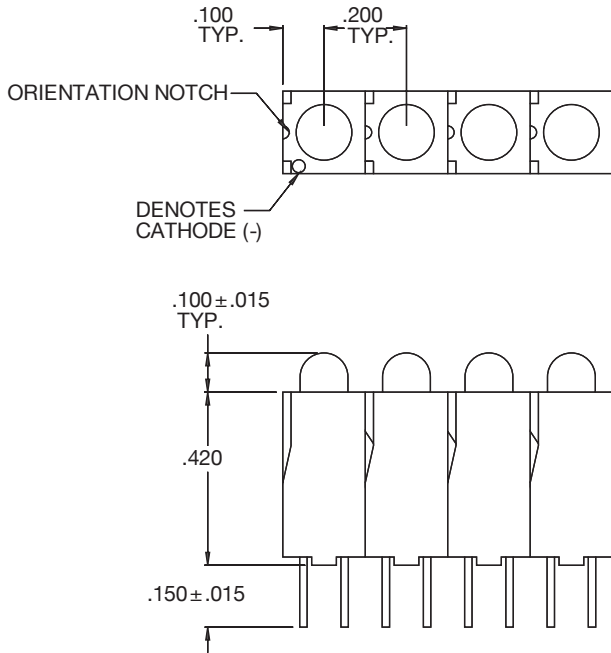 .100
TYP.
.200
TYP.
ORIENTATION NOTCH
DENOTES
CATHODE (-)
.100±.015
TYP.
.420
.150±.015